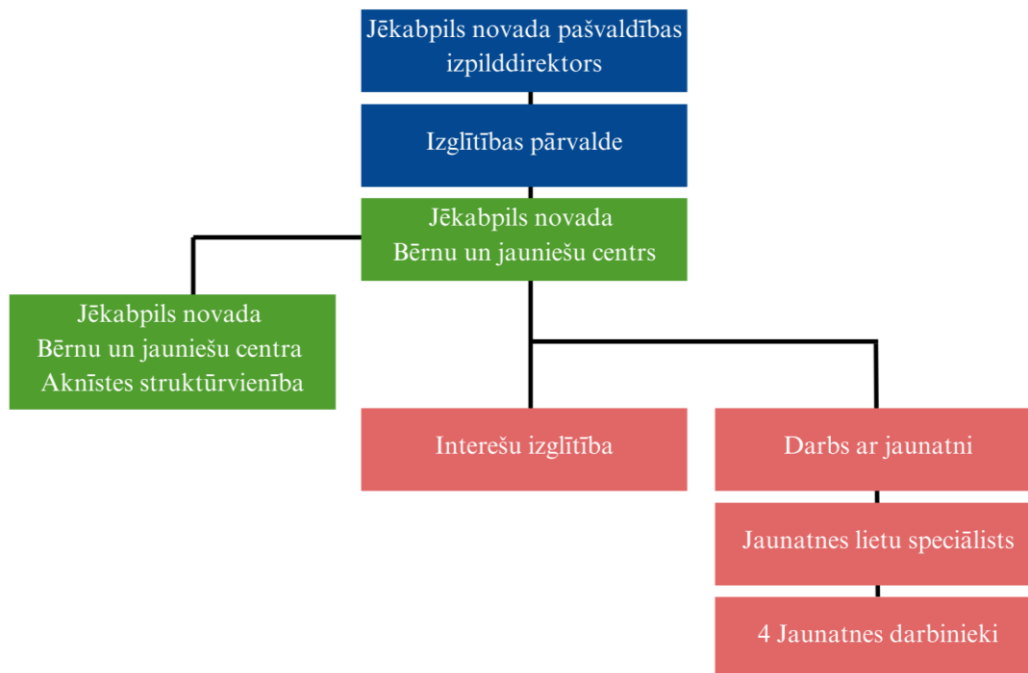 Jēkabpils novada pašvaldības
izpilddirektors
Izglītības pārvalde
Jēkabpils novada
Bērnu un jauniešu centrs
Jēkabpils novada
Bērnu un jauniešu centra
Aknīstes struktūrvienība
Interešu izglītība
Darbs ar jaunatni
Jaunatnes lietu speciālists
4 Jaunatnes darbinieki